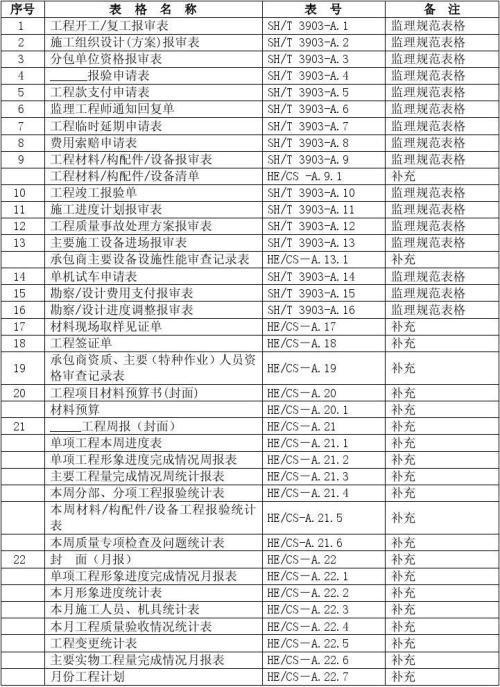 序号 表 格 名 称 表 号 备 注
1 工程开工/复工报审表 SH/T 3903-A.1 监理规范表格
2 施工组织设计(方案)报审表 SH/T 3903-A.2 监理规范表格
3 分包单位资格报审表 SH/T 3903-A.3 监理规范表格
4 ______报验申请表 SH/T 3903-A.4 监理规范表格
5 工程款支付申请表 SH/T 3903-A.5 监理规范表格
6 监理工程师通知回复单 SH/T 3903-A.6 监理规范表格
7 工程临时延期申请表 SH/T 3903-A.7 监理规范表格
8 费用索赔申请表 SH/T 3903-A.8 监理规范表格
9 工程材料/构配件/设备报审表 SH/T 3903-A.9 监理规范表格
工程材料/构配件/设备清单 HE/CS -A.9.1 补充
10 工程竣工报验单 SH/T 3903-A.10 监理规范表格
11 施工进度计划报审表 SH/T 3903-A.11 监理规范表格
12 工程质量事故处理方案报审表 SH/T 3903-A.12 监理规范表格
13 主要施工设备进场报审表 SH/T 3903-A.13 监理规范表格
承包商主要设备设施性能审查记录表 HE/CS－A.13.1 补充
14 单机试车申请表 SH/T 3903-A.14 监理规范表格
15 勘察/设计费用支付报审表 SH/T 3903-A.15 监理规范表格
16 勘察/设计进度调整报审表 SH/T 3903-A.16 监理规范表格
17 材料现场取样见证单 HE/CS－A.17 补充
18 工程签证单 HE/CS－A.18 补充
19 承包商资质、主要（特种作业）人员资
格审查记录表 HE/CS－A.19 补充
20 工程项目材料预算书(封面) HE/CS－A.20 补充
材料预算 HE/CS－A.20.1 补充
21 _____工程周报（封面） HE/CS－A.21 补充
单项工程本周进度表 HE/CS－A.21.1 补充
单项工程形象进度完成情况周报表 HE/CS－A.21.2 补充
主要工程量完成情况周统计报表 HE/CS－A.21.3 补充
本周分部、分项工程报验统计表 HE/CS－A.21.4 补充
本周材料/构配件/设备工程报验统计
表 HE/CS-A.21.5 补充
本周质量专项检查及问题统计表 HE/CS-A.21.6 补充
22 封 面（月报） HE/CS－A.22 补充
单项工程形象进度完成情况月报表 HE/CS－A.22.1 补充
本月形象进度统计表 HE/CS－A.22.2 补充
本月施工人员、机具统计表 HE/CS－A.22.3 补充
本月工程质量验收情况统计表 HE/CS－A.22.4 补充
工程变更统计表 HE/CS－A.22.5 补充
主要实物工程量完成情况月报表 HE/CS－A.22.6 补充
月份工程计划 HE/CS－A.22.7 补充